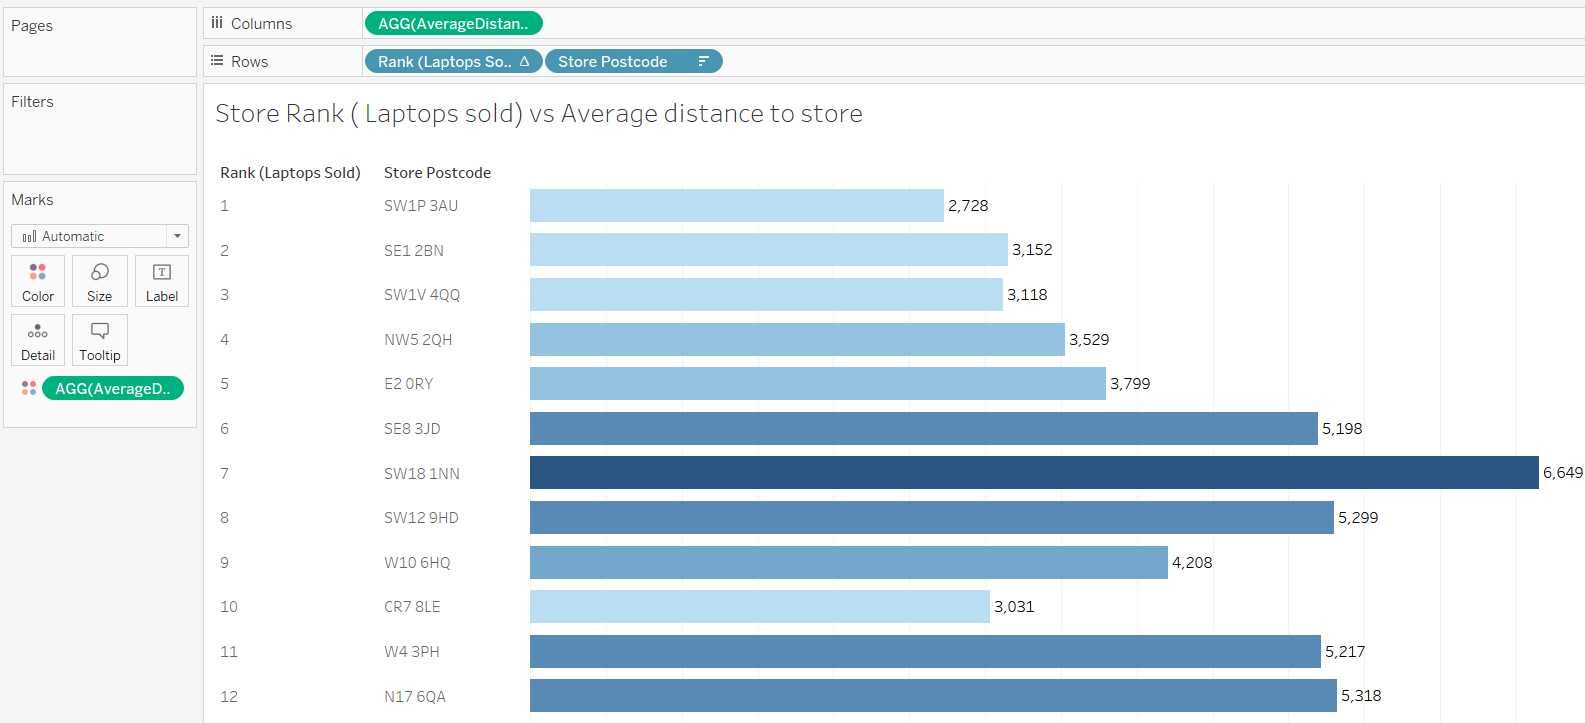 Pages
Columns
AGG(AverageDistan..
Rows
Rank (Laptops So.. Δ
Store Postcode
Filters
Store Rank ( Laptops sold) vs Average distance to store
Marks
Automatic
Color Size Label
T
Detail Tooltip
AGG(AverageD..
Rank (Laptops Sold) Store Postcode
1 SW1P 3AU 2,728
2 SE1 2BN 3,152
3 SW1V 4QQ 3,118
4 NW5 2QH 3,529
5 E2 0RY 3,799
6 SE8 3JD 5,198
7 SW18 1NN 6,649
8 SW12 9HD 5,299
9 W10 6HQ 4,208
10 CR7 8LE 3,031
11 W4 3PH 5,217
12 N17 6QA 5,318